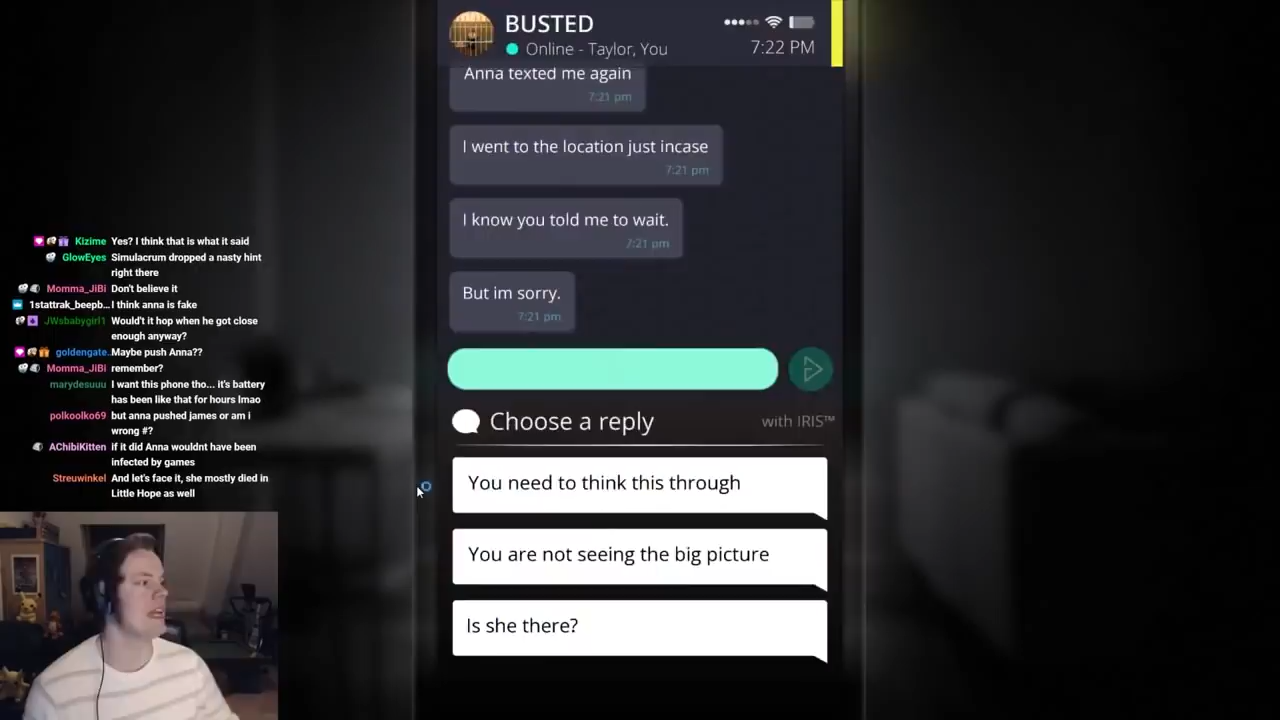 BUSTED
Online - Taylor, You
7:22 PM
Anna texted me again
7:21 pm
I went to the location just incase
7:21 pm
I know you told me to wait.
7:21 pm
But im sorry.
7:21 pm
Choose a reply
with IRIS™
You need to think this through
You are not seeing the big picture
Is she there?
Kizime Yes? I think that is what it said
GlowEyes Simulacrum dropped a nasty hint
right there
Momma_JiBi Don't believe it
1stattrak_beepb... I think anna is fake
JWsbabygirl1 Would't it hop when he got close
enough anyway?
goldengate... Maybe push Anna??
Momma_JiBi remember?
marydesuuu I want this phone tho... it's battery
has been like that for hours lmao
polkoolko69 but anna pushed james or am i
wrong #?
AChibiKitten if it did Anna wouldnt have been
infected by games
Streuwinkel And let's face it, she mostly died in
Little Hope as well